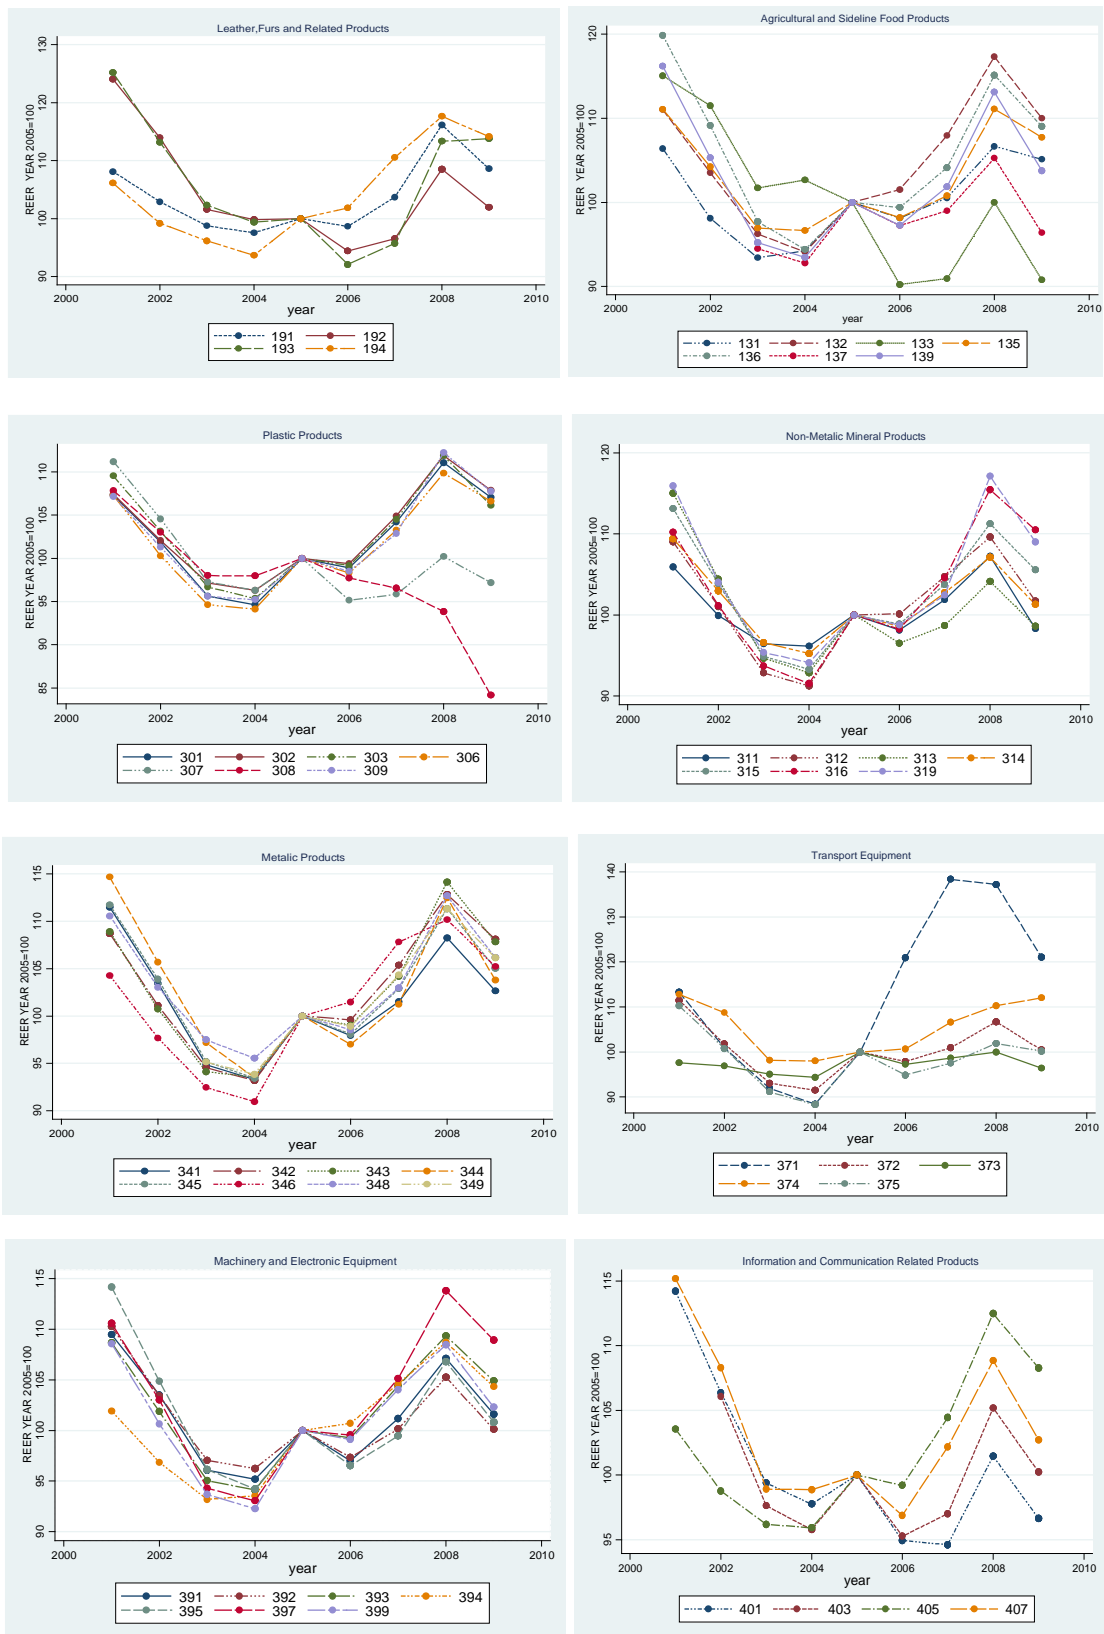 Leather,Furs and Related Products
REER YEAR 2005=100
130
120
110
100
90
2000 2002 2004 2006 2008 2010
year
191 192
193 194
Agricultural and Sideline Food Products
REER YEAR 2005=100
120
110
100
90
2000 2002 2004 2006 2008 2010
year
131 132 133 135
136 137 139
Plastic Products
REER YEAR 2005=100
110
105
100
95
90
85
2000 2002 2004 2006 2008 2010
year
301 302 303 306
307 308 309
Non-Metalic Mineral Products
REER YEAR 2005=100
120
110
100
90
2000 2002 2004 2006 2008 2010
year
311 312 313 314
315 316 319
Metalic Products
REER YEAR 2005=100
115
110
105
100
95
90
2000 2002 2004 2006 2008 2010
year
341 342 343 344
345 346 348 349
Transport Equipment
REER YEAR 2005=100
140
130
120
110
100
90
2000 2002 2004 2006 2008 2010
year
371 372 373
374 375
Machinery and Electronic Equipment
REER YEAR 2005=100
115
110
105
100
95
90
2000 2002 2004 2006 2008 2010
year
391 392 393 394
395 397 399
Information and Communication Related Products
REER YEAR 2005=100
115
110
105
100
95
2000 2002 2004 2006 2008 2010
year
401 403 405 407